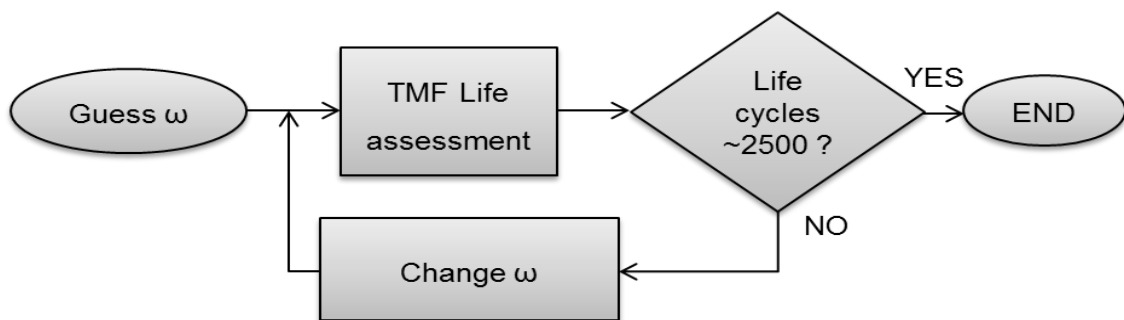 Guess ω
TMF Life
assessment
Life
cycles
~2500 ?
YES
END
NO
Change ω